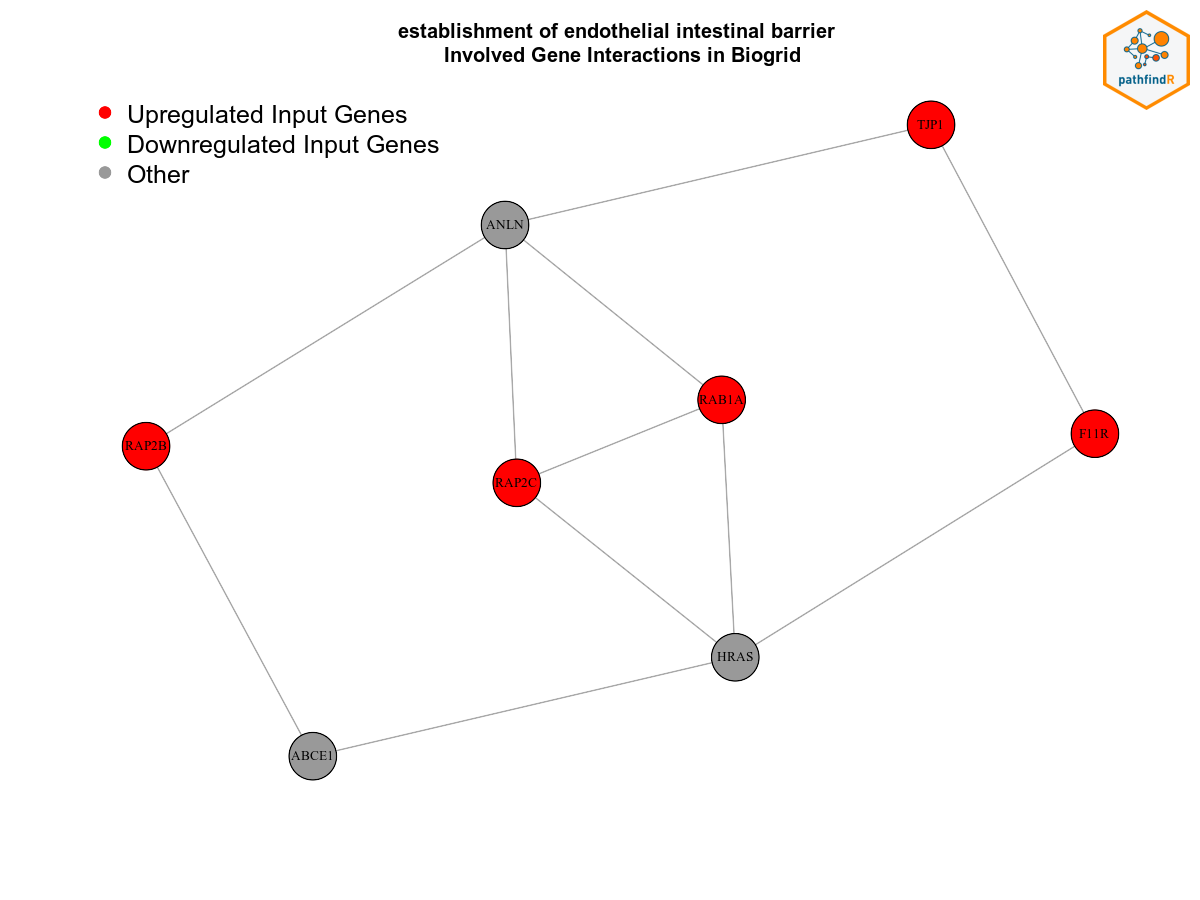 establishment of endothelial intestinal barrier
Involved Gene Interactions in Biogrid
pathfindR
Upregulated Input Genes
Downregulated Input Genes
Other
TJP1
ANLN
RAB1A
F11R
RAP2B
RAP2C
HRAS
ABCE1